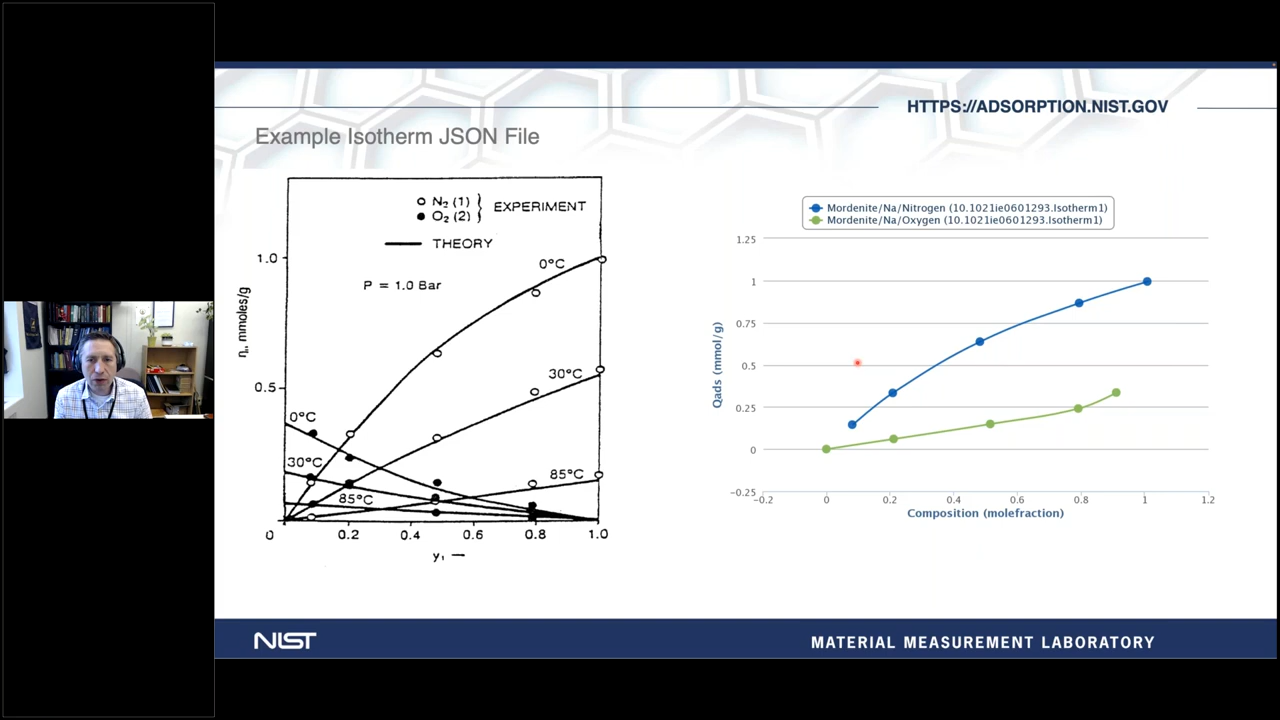 HTTPS://ADSORPTION.NIST.GOV
Example Isotherm JSON File
N₂ (1)
O₂ (2)
EXPERIMENT
THEORY
P = 1.0 Bar
1.0
0.5
0
0.2
0.4
0.6
0.8
1.0
0°C
30°C
85°C
0°C
30°C
85°C
mmoles/g
y₁
Mordenite/Na/Nitrogen (10.1021ie0601293.Isotherm1)
Mordenite/Na/Oxygen (10.1021ie0601293.Isotherm1)
1.25
1
0.75
0.5
0.25
0
-0.25
-0.2
0
0.2
0.4
0.6
0.8
1
1.2
Qads (mmol/g)
Composition (molefraction)
NIST
MATERIAL MEASUREMENT LABORATORY